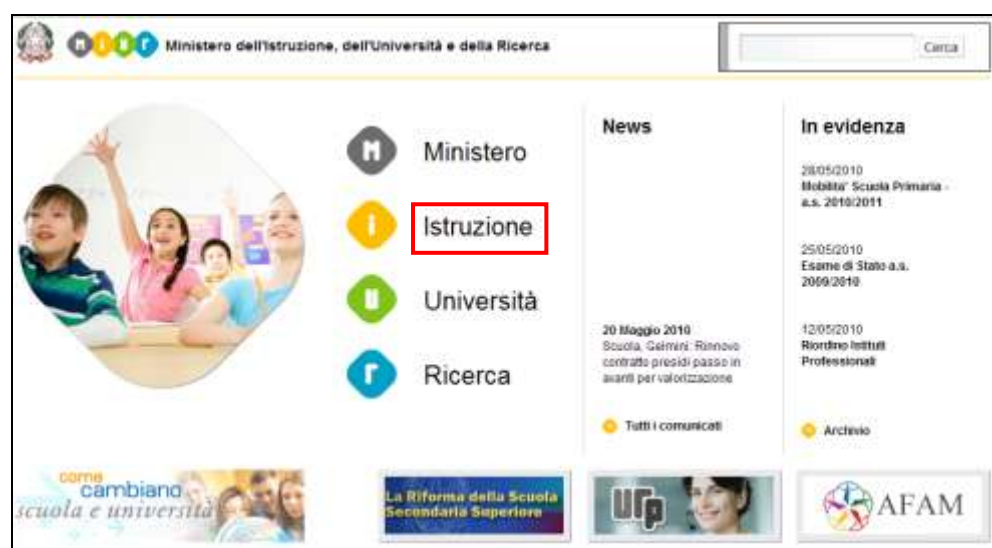 miur Ministero dell'Istruzione, dell'Università e della Ricerca
Cerca
Ministero
Istruzione
Università
Ricerca
News
20 Maggio 2010
Scuola, Gelmini: Rinnovo
contratto presidi passo in
avanti per valorizzazione
Tutti i comunicati
In evidenza
28/05/2010
Mobilita' Scuola Primaria -
a.s. 2010/2011
25/05/2010
Esame di Stato a.s.
2009/2010
12/05/2010
Riordino Istituti
Professionali
Archivio
come
cambiano
scuola e università
La Riforma della Scuola
Secondaria Superiore
urp
AFAM